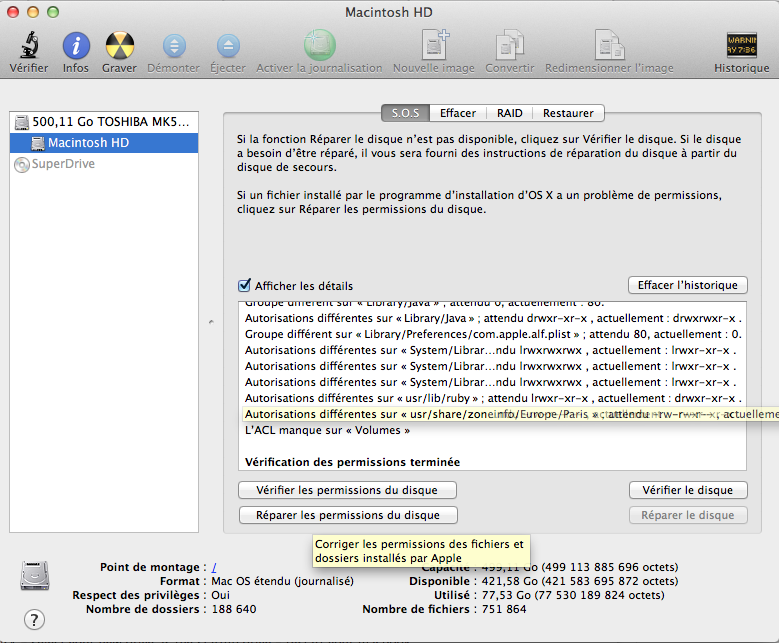 Macintosh HD
WARNIN
AY 7:36
Vérifier
Infos
Graver
Démonter
Éjecter
Activer la journalisation
Nouvelle image
Convertir
Redimensionner l'image
Historique
500,11 Go TOSHIBA MK5...
Macintosh HD
SuperDrive
S.O.S
Effacer
RAID
Restaurer
Si la fonction Réparer le disque n'est pas disponible, cliquez sur Vérifier le disque. Si le disque
a besoin d'être réparé, il vous sera fourni des instructions de réparation du disque à partir du
disque de secours.
Si un fichier installé par le programme d'installation d'OS X a un problème de permissions,
cliquez sur Réparer les permissions du disque.
Afficher les détails
Effacer l'historique
Groupe différent sur « Library/Java » ; attendu 0, actuellement : 80.
Autorisations différentes sur « Library/Java » ; attendu drwxr-xr-x , actuellement : drwxrwxr-x .
Groupe différent sur « Library/Preferences/com.apple.alf.plist » ; attendu 80, actuellement : 0.
Autorisations différentes sur « System/Librar...ndu lrwxrwxrwx , actuellement : lrwxr-xr-x .
Autorisations différentes sur « System/Librar...ndu lrwxrwxrwx , actuellement : lrwxr-xr-x .
Autorisations différentes sur « System/Librar...ndu lrwxrwxrwx , actuellement : lrwxr-xr-x .
Autorisations différentes sur « usr/lib/ruby » ; attendu lrwxr-xr-x , actuellement : drwxr-xr-x .
Autorisations différentes sur « usr/share/zoneinfo/Europe/Paris » ; attendu -rw-r--r-- , actuelleme
L'ACL manque sur « Volumes »
Vérification des permissions terminée
Vérifier les permissions du disque
Vérifier le disque
Réparer les permissions du disque
Réparer le disque
Corriger les permissions des fichiers et
dossiers installés par Apple
Point de montage : /
Format : Mac OS étendu (journalisé)
Respect des privilèges : Oui
Nombre de dossiers : 188 640
Capacité : 499,11 Go (499 113 885 696 octets)
Disponible : 421,58 Go (421 583 695 872 octets)
Utilisé : 77,53 Go (77 530 189 824 octets)
Nombre de fichiers : 751 864
?